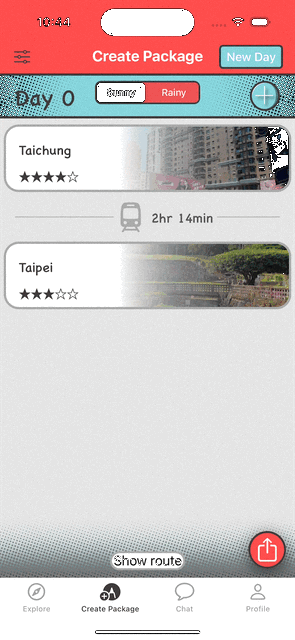 10:44
Create Package
New Day
Day 0
Sunny
Rainy
Taichung
2hr 14min
Taipei
Show route
Explore
Create Package
Chat
Profile